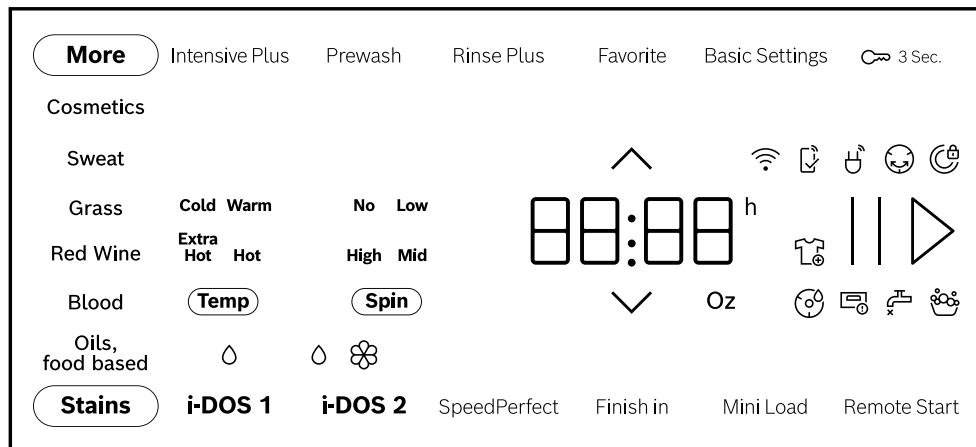 More Intensive Plus Prewash Rinse Plus Favorite Basic Settings 3 Sec.
Cosmetics
Sweat
Grass Cold Warm No Low 88:88 h
Extra
Red Wine Hot Hot High Mid
Blood Temp Spin Oz
Oils,
food based
Stains i-DOS 1 i-DOS 2 SpeedPerfect Finish in Mini Load Remote Start